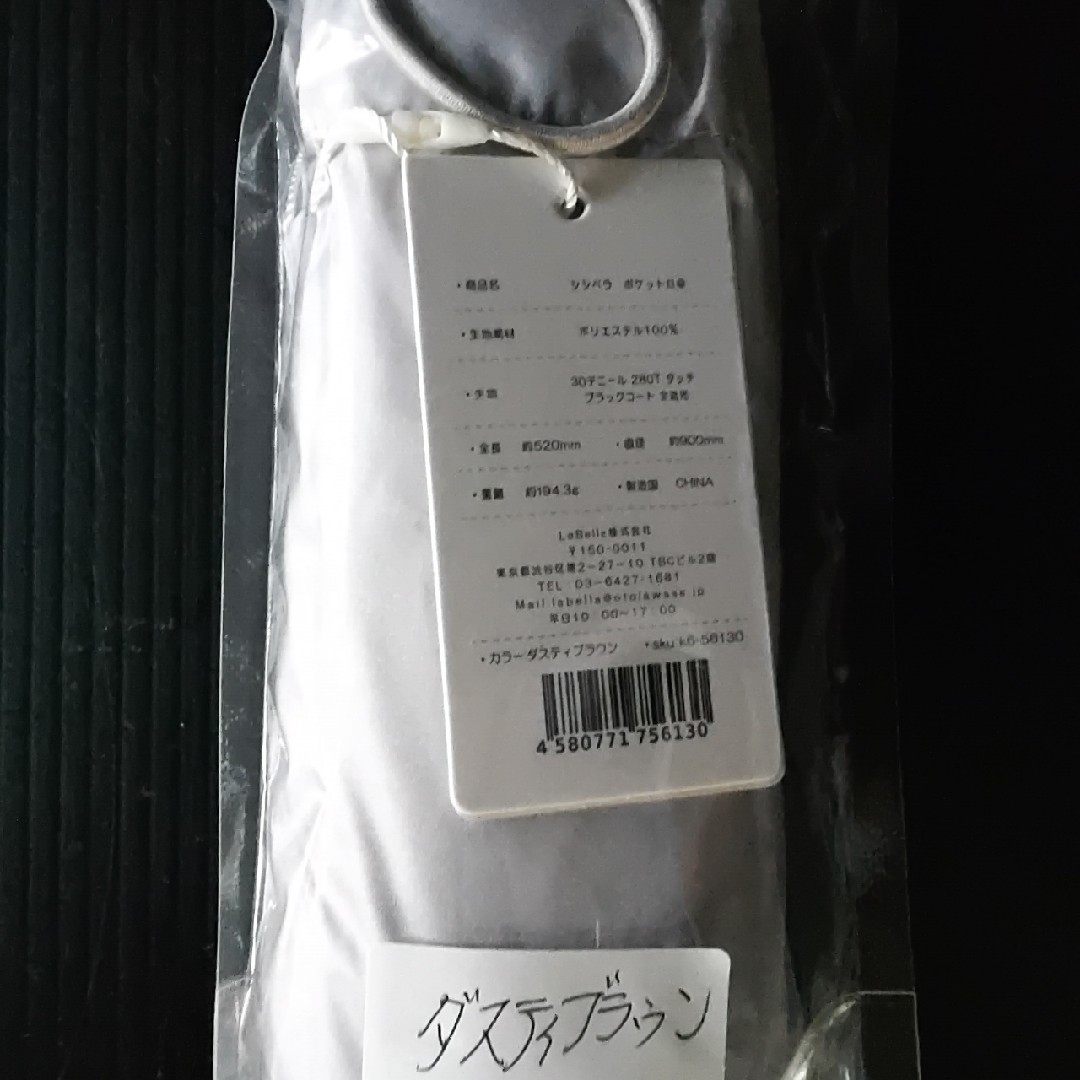 ・商品名 シシベラ ポケット日傘
・生地素材 ポリエステル100%
・生地 30デニール 280T タッチ
ブラックコート 全遮光
・全長 約520mm ・直径 約900mm
・重量 約194.3g ・製造国 CHINA
LaBelle株式会社
〒150-0011
東京都渋谷区東2-27-10 TBCビル2階
TEL:03-6427-1681
平日10:00〜17:00
・カラーダスティブラウン ・sku k6-56130
4 580771 756130
ダスティブラウン